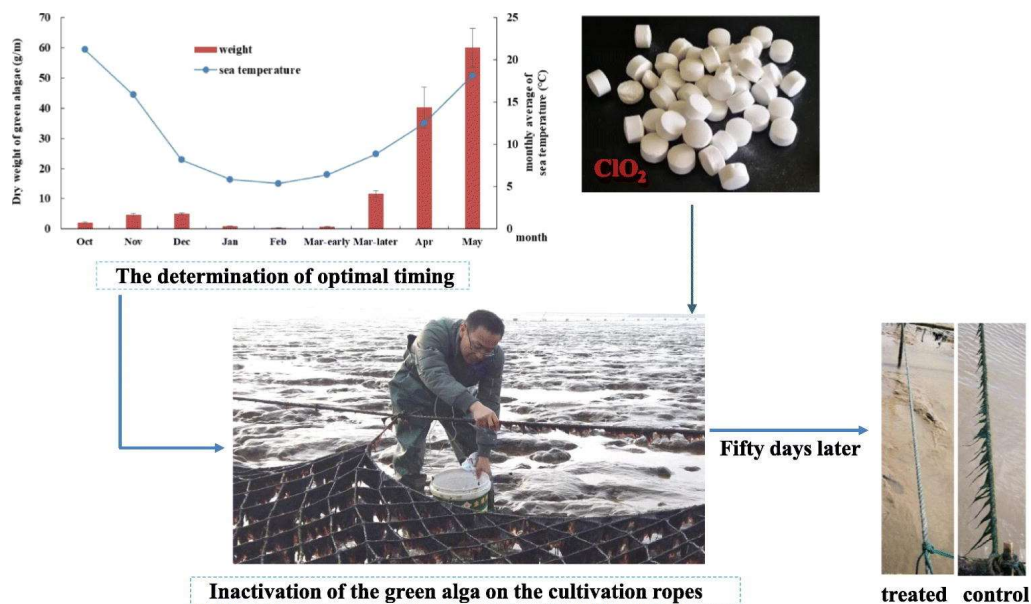 70
60
50
40
30
20
10
0
Dry weight of green alagae (g/m)
weight
sea temperature
25
20
15
10
5
0
monthly average of
sea temperature (°C)
Oct Nov Dec Jan Feb Mar-early Mar-later Apr May
month
ClO₂
The determination of optimal timing
Fifty days later
Inactivation of the green alga on the cultivation ropes
treated control